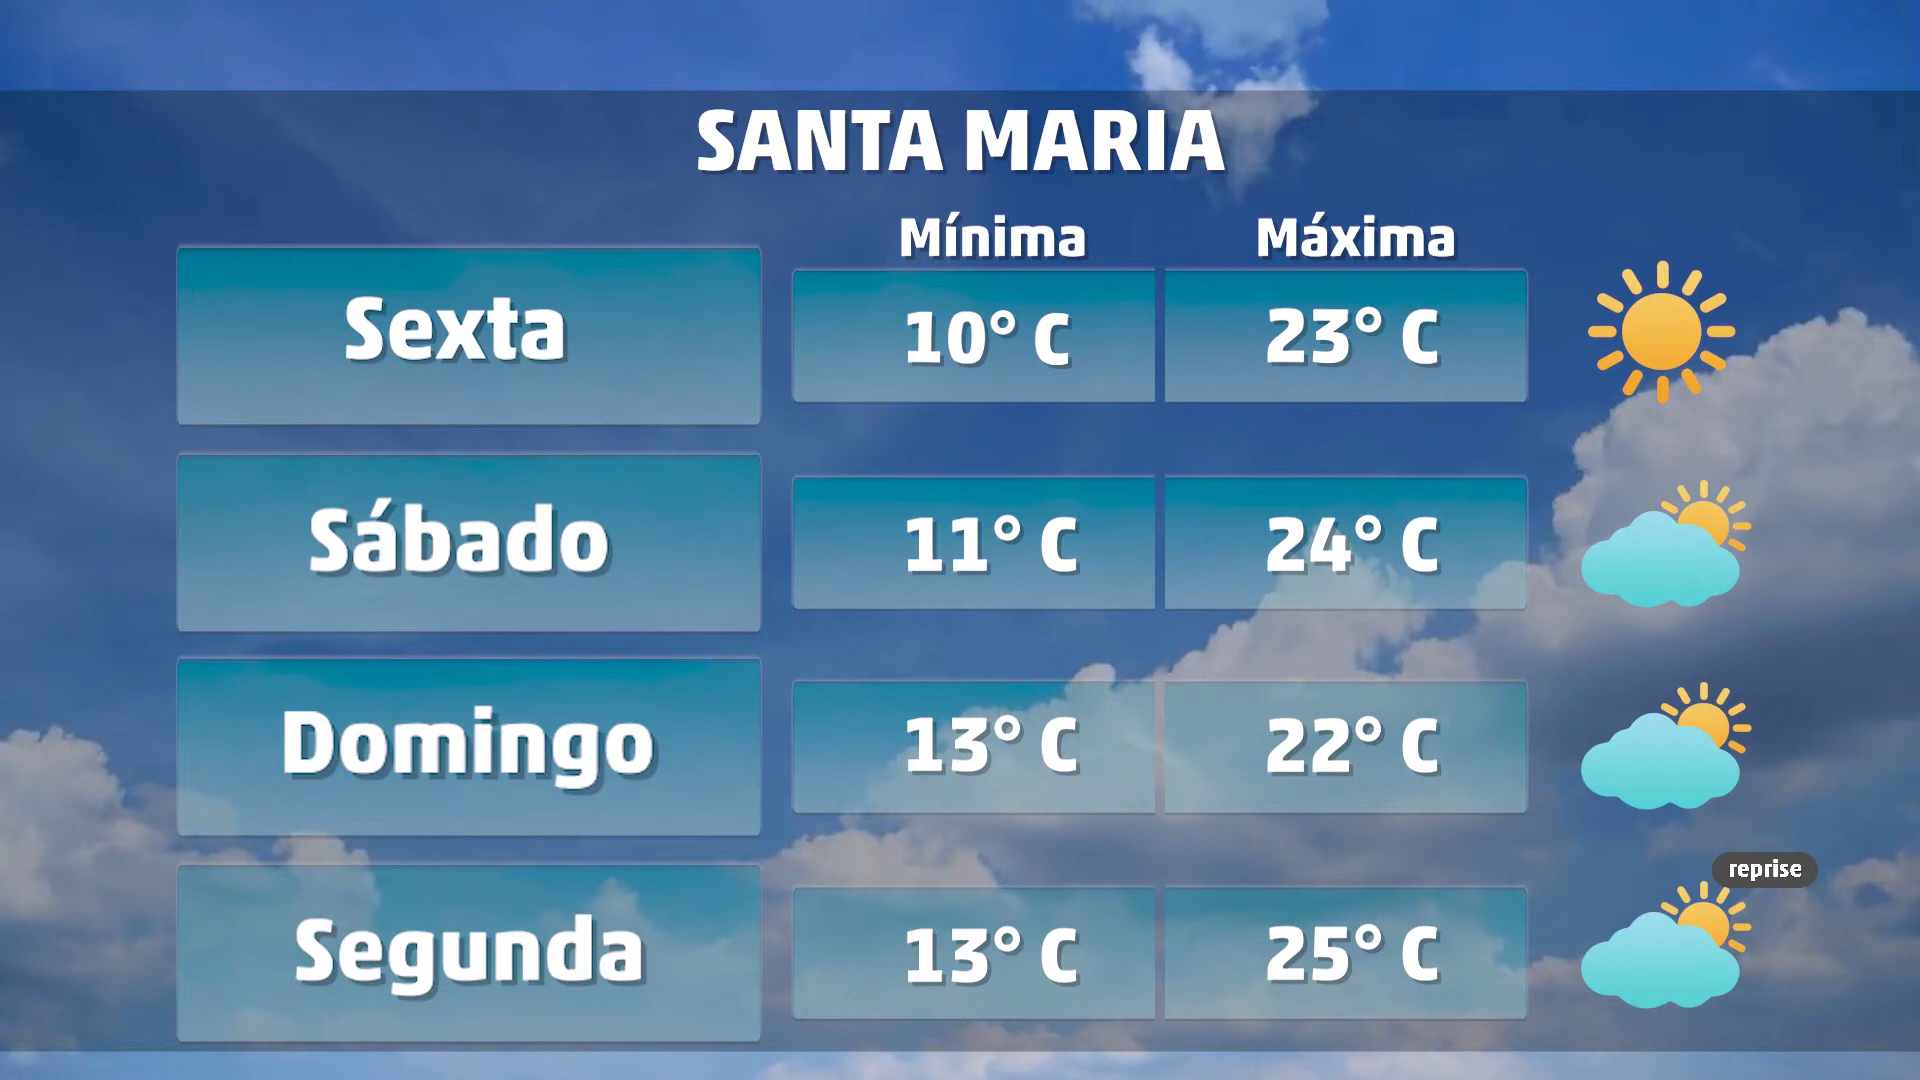 SANTA MARIA
Mínima Máxima
Sexta 10° C 23° C
Sábado 11° C 24° C
Domingo 13° C 22° C
reprise
Segunda 13° C 25° C